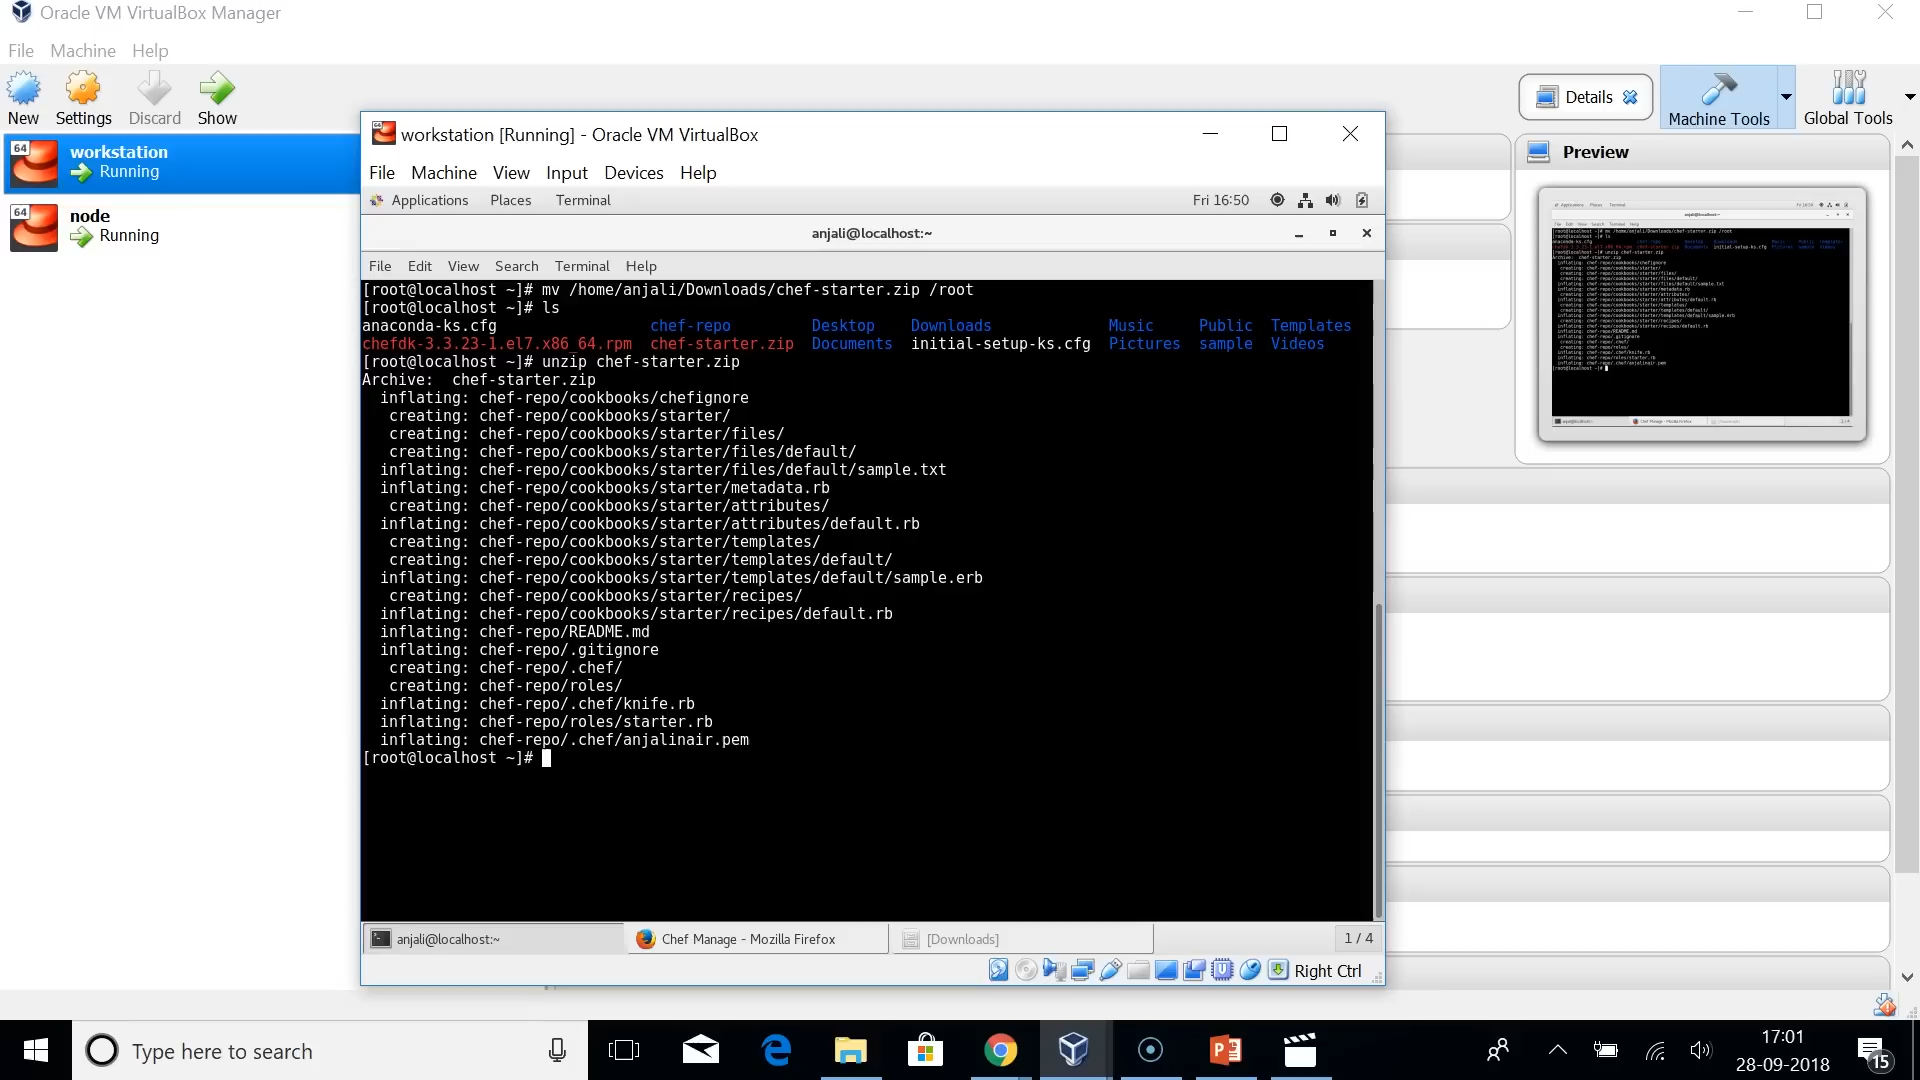 Oracle VM VirtualBox Manager
File Machine Help
New Settings Discard Show
Details
Machine Tools
Global Tools
64 workstation
Running
64 node
Running
Preview
64 workstation [Running] - Oracle VM VirtualBox
File Machine View Input Devices Help
Applications Places Terminal Fri 16:50
anjali@localhost:~
File Edit View Search Terminal Help
[root@localhost ~]# mv /home/anjali/Downloads/chef-starter.zip /root
[root@localhost ~]# ls
anaconda-ks.cfg chef-repo Desktop Downloads Music Public Templates
chefdk-3.3.23-1.el7.x86_64.rpm chef-starter.zip Documents initial-setup-ks.cfg Pictures sample Videos
[root@localhost ~]# unzip chef-starter.zip
Archive:  chef-starter.zip
inflating: chef-repo/cookbooks/chefignore
creating: chef-repo/cookbooks/starter/
creating: chef-repo/cookbooks/starter/files/
creating: chef-repo/cookbooks/starter/files/default/
inflating: chef-repo/cookbooks/starter/files/default/sample.txt
inflating: chef-repo/cookbooks/starter/metadata.rb
creating: chef-repo/cookbooks/starter/attributes/
inflating: chef-repo/cookbooks/starter/attributes/default.rb
creating: chef-repo/cookbooks/starter/templates/
creating: chef-repo/cookbooks/starter/templates/default/
inflating: chef-repo/cookbooks/starter/templates/default/sample.erb
creating: chef-repo/cookbooks/starter/recipes/
inflating: chef-repo/cookbooks/starter/recipes/default.rb
inflating: chef-repo/README.md
inflating: chef-repo/.gitignore
creating: chef-repo/.chef/
creating: chef-repo/roles/
inflating: chef-repo/.chef/knife.rb
inflating: chef-repo/roles/starter.rb
inflating: chef-repo/.chef/anjalinair.pem
[root@localhost ~]#
anjali@localhost:~ Chef Manage - Mozilla Firefox [Downloads] 1 / 4
Right Ctrl
Type here to search
17:01
28-09-2018
15